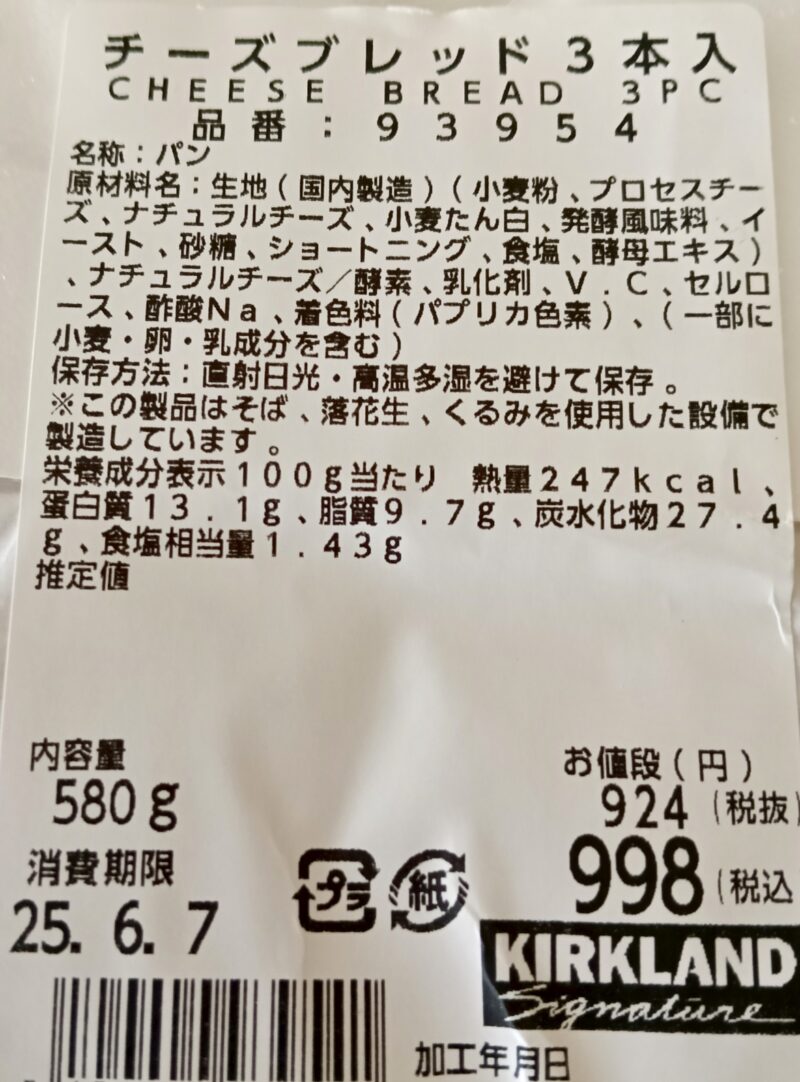 チーズブレッド3本入
CHEESE BREAD 3PC
品番：93954
名称：パン
原材料名：生地（国内製造）（小麦粉、プロセスチー
ズ、ナチュラルチーズ、小麦たん白、発酵風味料、イ
ースト、砂糖、ショートニング、食塩、酵母エキス）
、ナチュラルチーズ／酵素、乳化剤、V．C、セルロ
ース、酢酸Na、着色料（パプリカ色素）、（一部に
小麦・卵・乳成分を含む）
保存方法：直射日光・高温多湿を避けて保存。
※この製品はそば、落花生、くるみを使用した設備で
製造しています。
栄養成分表示100g当たり 熱量247kcal、
蛋白質13．1g、脂質9．7g、炭水化物27．4
g、食塩相当量1．43g
推定値
内容量
580g
お値段（円）
924（税抜）
998（税込
消費期限
25.6.7
プラ
紙
KIRKLAND
Signature
加工年月日